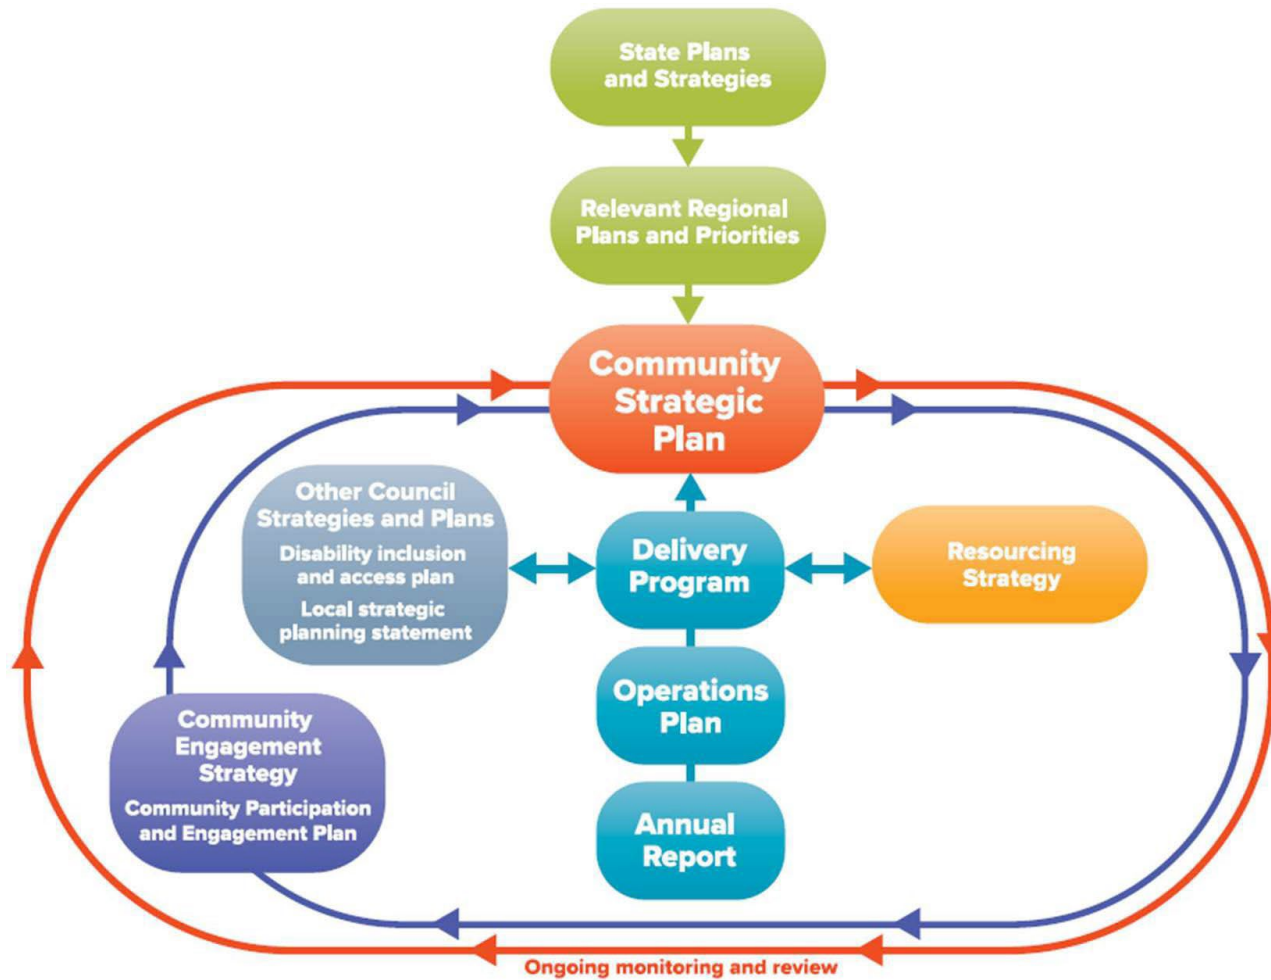 State Plans
and Strategies
Relevant Regional
Plans and Priorities
Community
Strategic
Plan
Other Council
Strategies and Plans
Disability inclusion
and access plan
Local strategic
planning statement
Delivery
Program
Resourcing
Strategy
Operations
Plan
Community
Engagement
Strategy
Community Participation
and Engagement Plan
Annual
Report
Ongoing monitoring and review